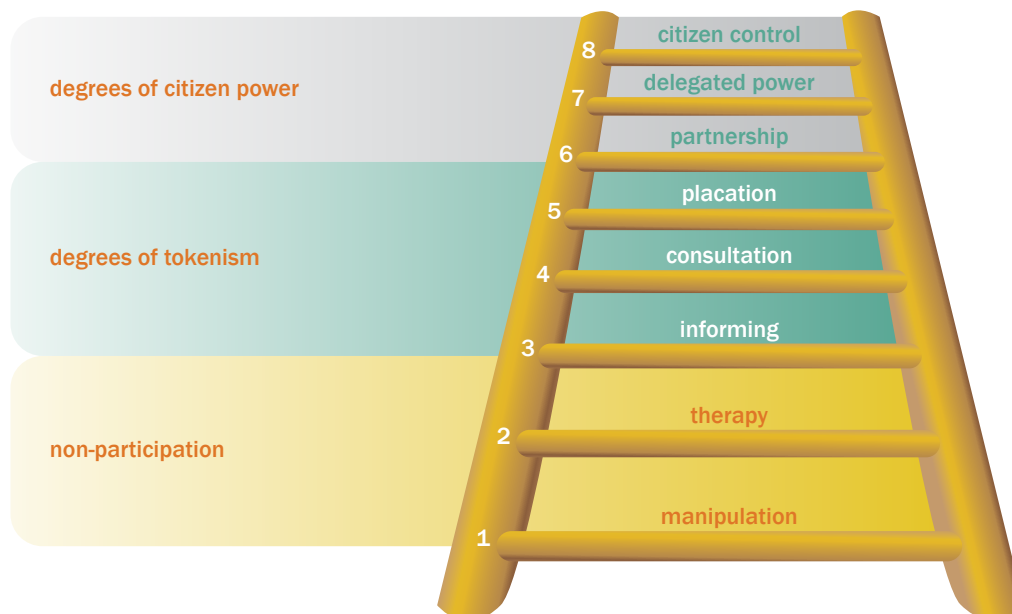 citizen control
8
delegated power
degrees of citizen power
7
partnership
6
placation
5
consultation
degrees of tokenism
4
informing
3
therapy
2
non-participation
manipulation
1